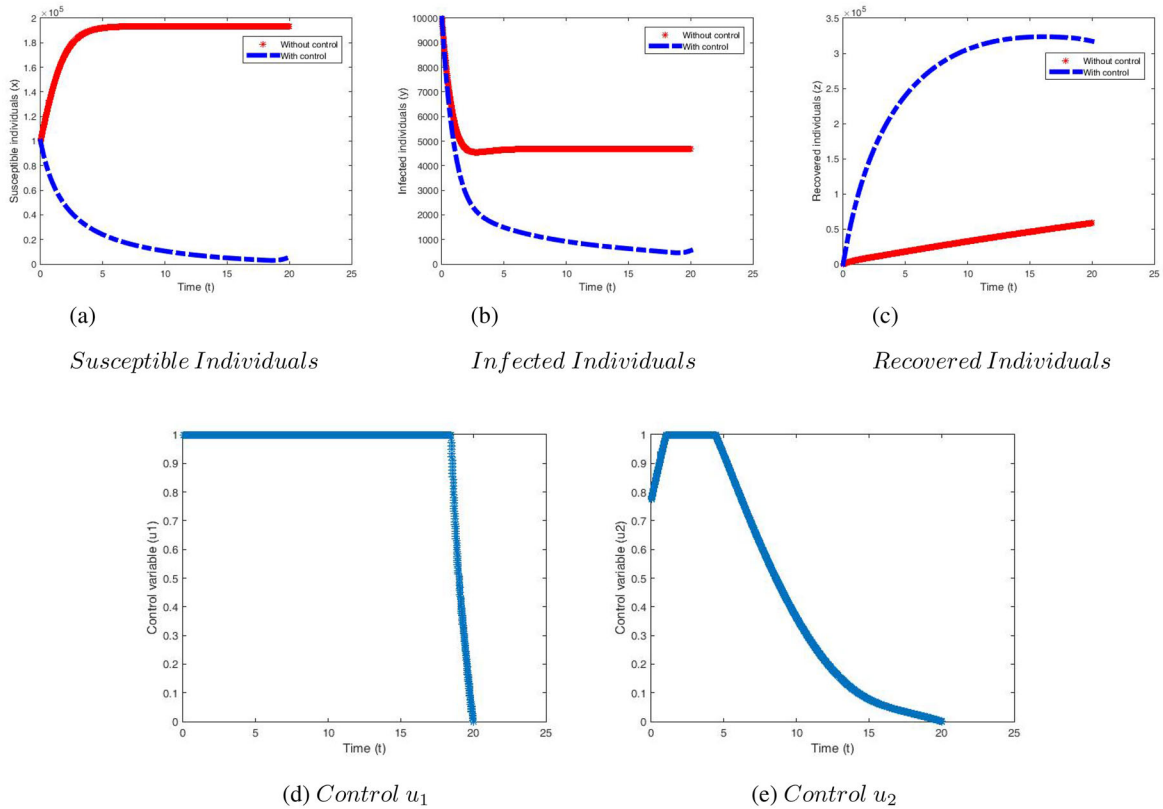 ×10⁵
2
1.8
1.6
1.4
1.2
1
0.8
0.6
0.4
0.2
0
0 5 10 15 20 25
Susceptible individuals (x)
Time (t)
Without control
With control
(a)
Susceptible Individuals
10000
9000
8000
7000
6000
5000
4000
3000
2000
1000
0
0 5 10 15 20 25
Infected individuals (y)
Time (t)
Without control
With control
(b)
Infected Individuals
×10⁵
3.5
3
2.5
2
1.5
1
0.5
0
0 5 10 15 20 25
Recovered individuals (z)
Time (t)
Without control
With control
(c)
Recovered Individuals
1
0.9
0.8
0.7
0.6
0.5
0.4
0.3
0.2
0.1
0
0 5 10 15 20 25
Control variable (u1)
Time (t)
(d) Control u₁
1
0.9
0.8
0.7
0.6
0.5
0.4
0.3
0.2
0.1
0
0 5 10 15 20 25
Control variable (u2)
Time (t)
(e) Control u₂